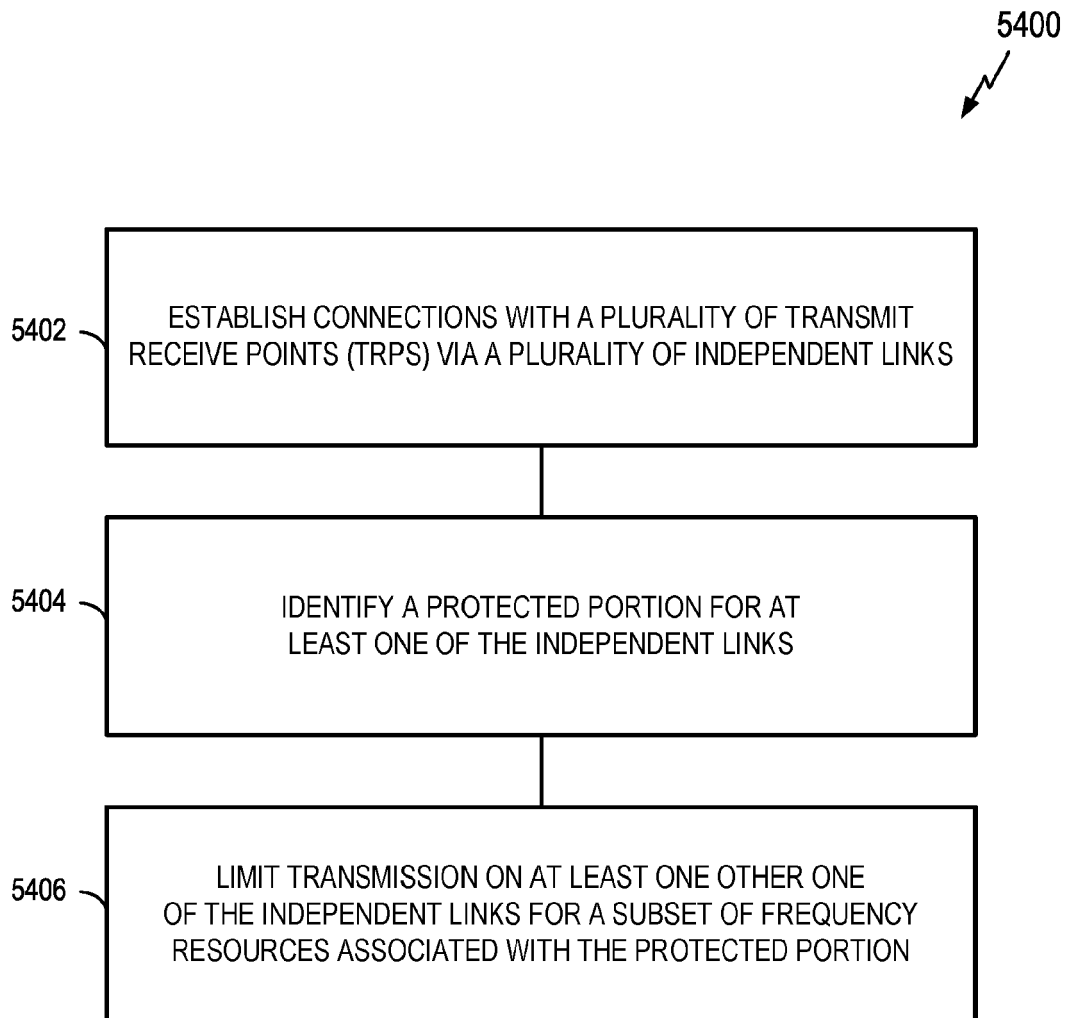 5400
5402
ESTABLISH CONNECTIONS WITH A PLURALITY OF TRANSMIT
RECEIVE POINTS (TRPS) VIA A PLURALITY OF INDEPENDENT LINKS
5404
IDENTIFY A PROTECTED PORTION FOR AT
LEAST ONE OF THE INDEPENDENT LINKS
5406
LIMIT TRANSMISSION ON AT LEAST ONE OTHER ONE
OF THE INDEPENDENT LINKS FOR A SUBSET OF FREQUENCY
RESOURCES ASSOCIATED WITH THE PROTECTED PORTION